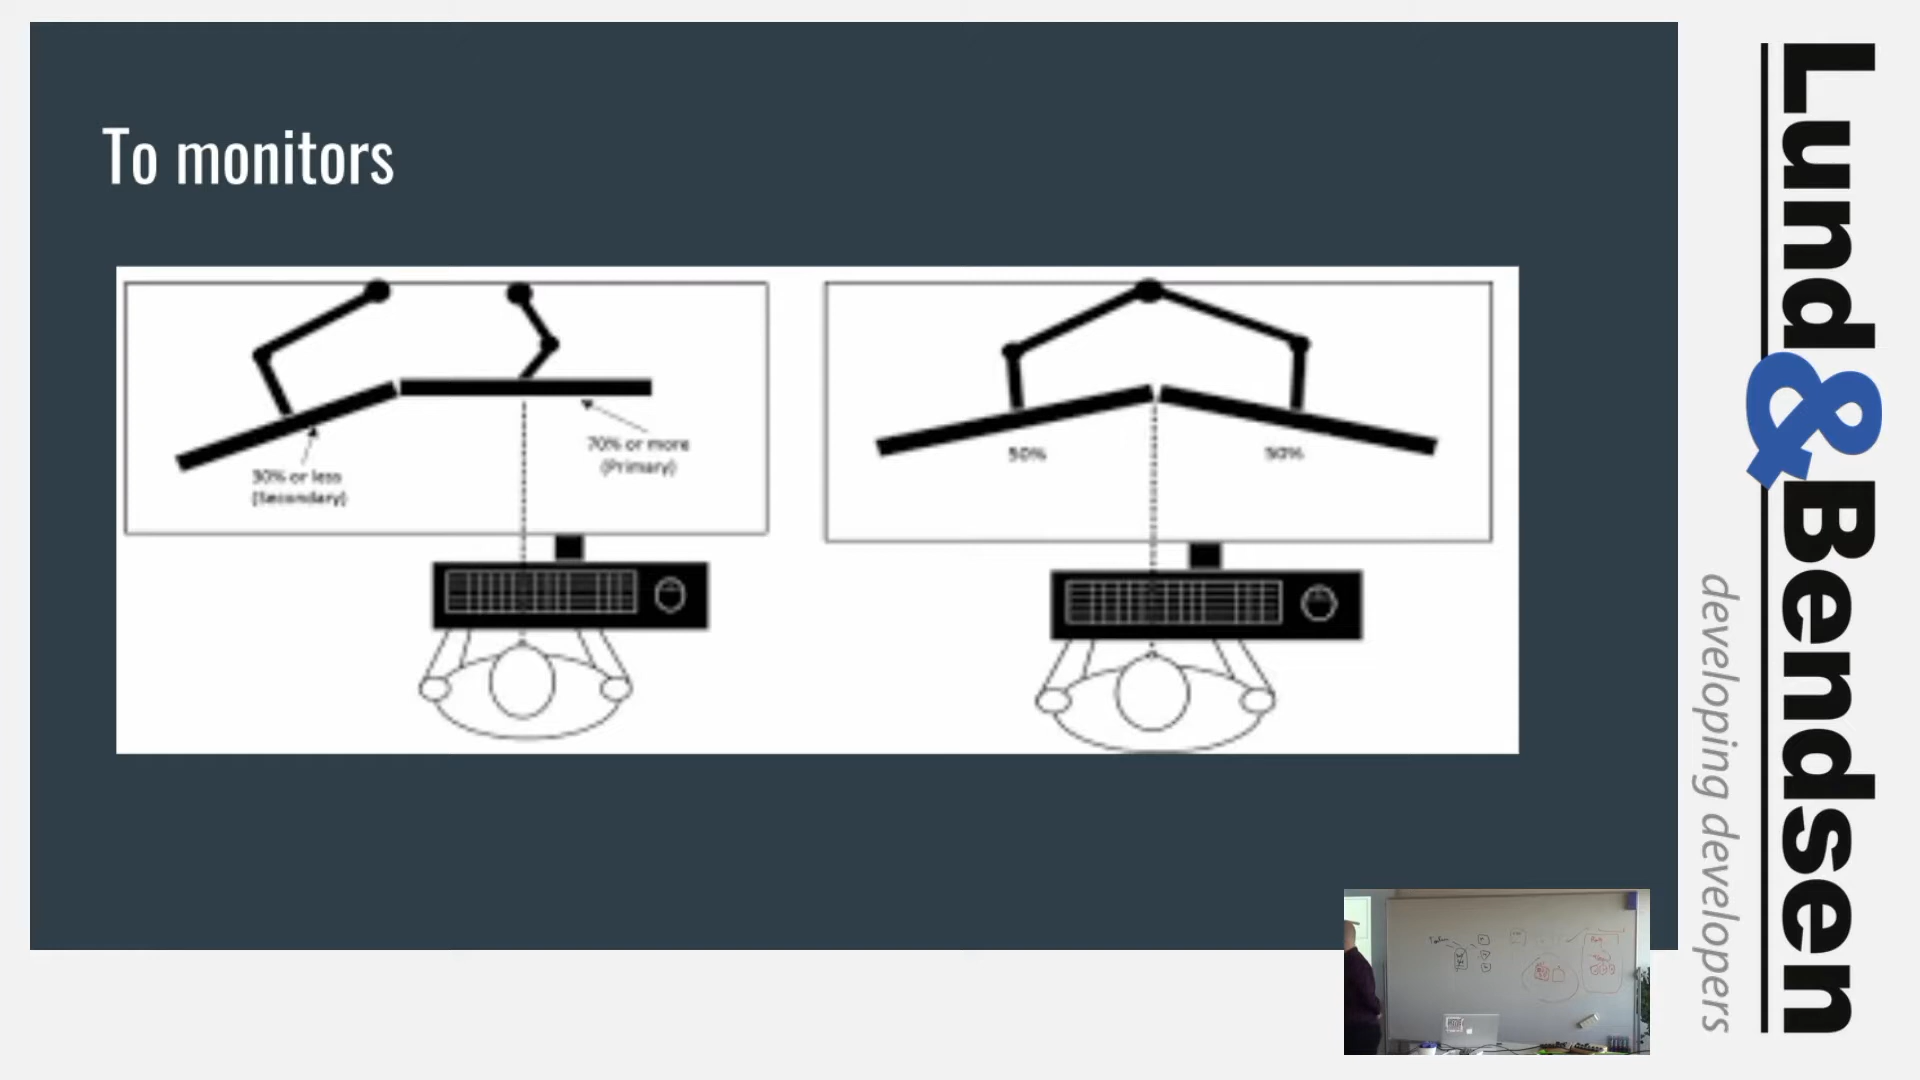 To monitors
30% or less
(Secondary)
70% or more
(Primary)
50%
50%
Lund&Bendsen
developing developers